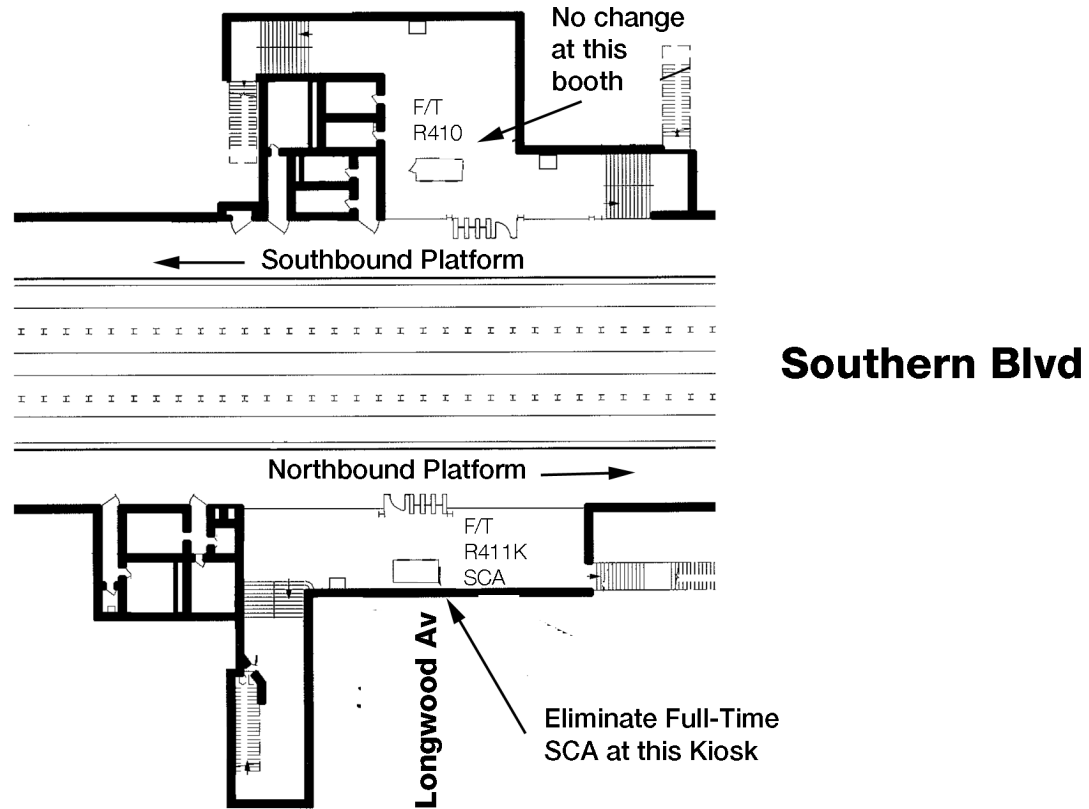 No change
at this
booth
F/T
R410
Southbound Platform
Southern Blvd
Northbound Platform
F/T
R411K
SCA
Longwood Av
Eliminate Full-Time
SCA at this Kiosk